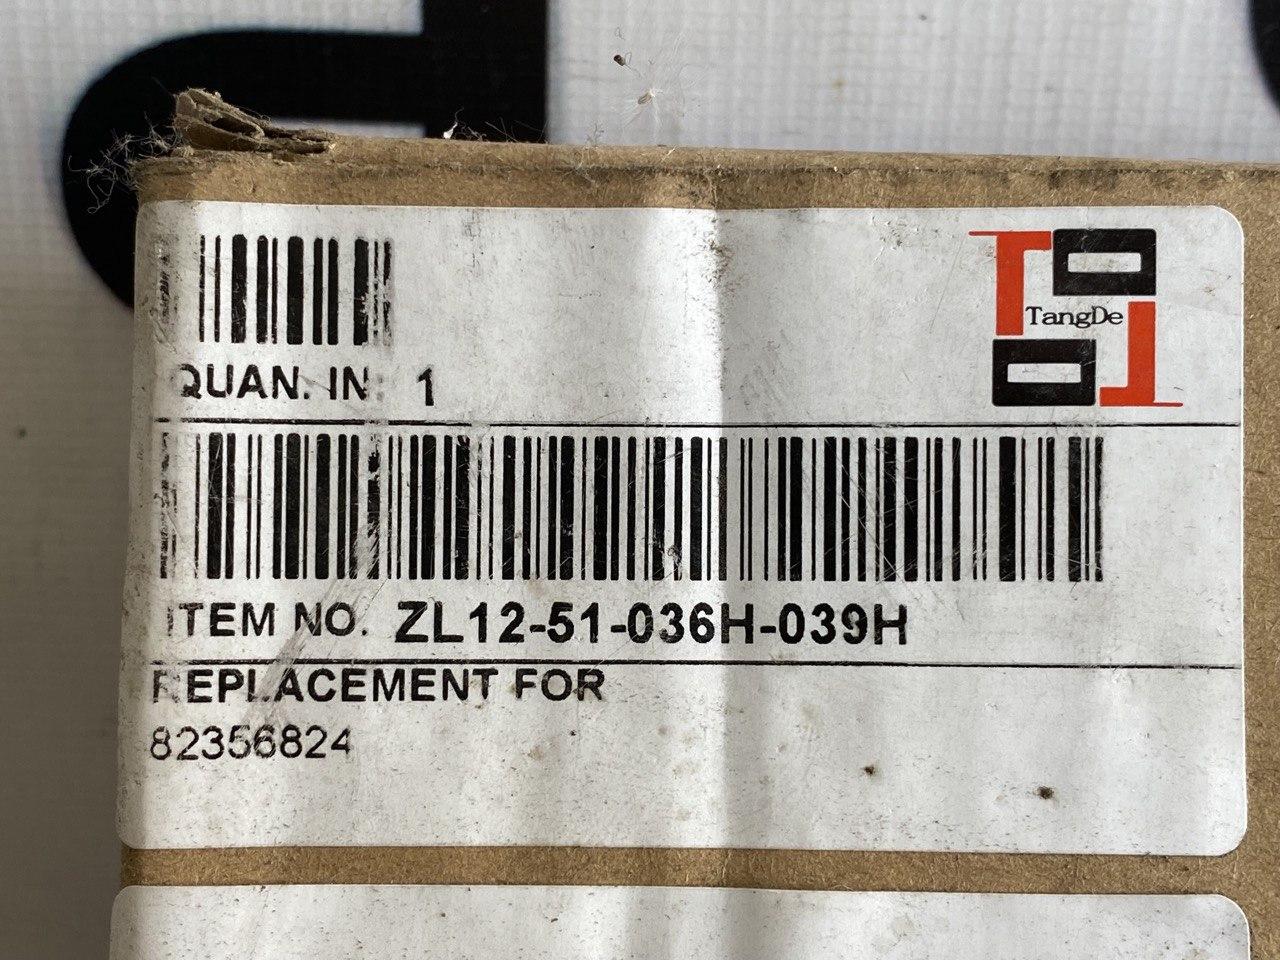 TangDe
QUAN. IN: 1
ITEM NO. ZL12-51-036H-039H
REPLACEMENT FOR
82356824